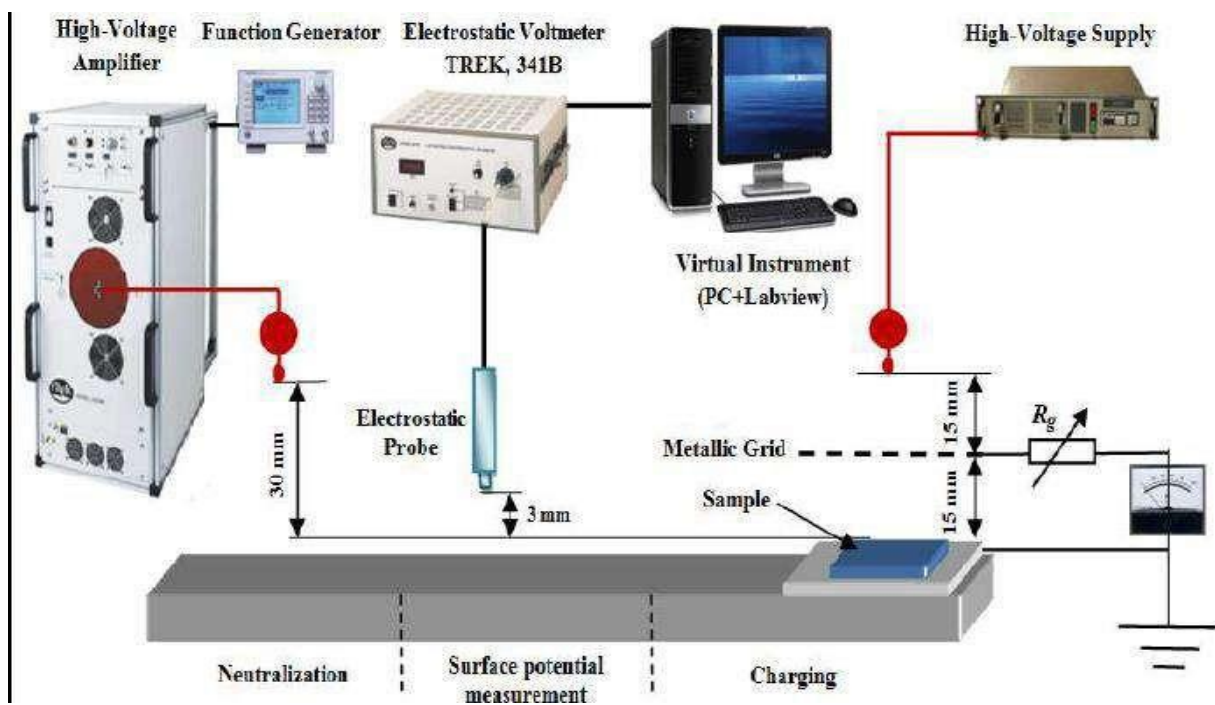 High-Voltage
Amplifier
Function Generator
Electrostatic Voltmeter
TREK, 341B
High-Voltage Supply
Virtual Instrument
(PC+Labview)
Electrostatic
Probe
30 mm
3 mm
Metallic Grid
15 mm
15 mm
Rg
Sample
Neutralization
Surface potential
measurement
Charging